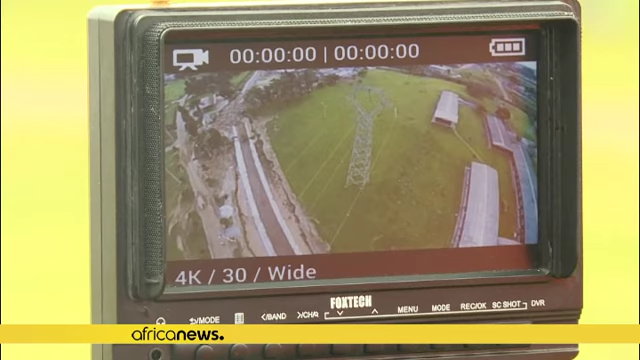 00:00:00 | 00:00:00
4K / 30 / Wide
FOXTECH
/MODE </BAND >/CH MENU MODE REC/OK SC SHOT DVR
africanews.